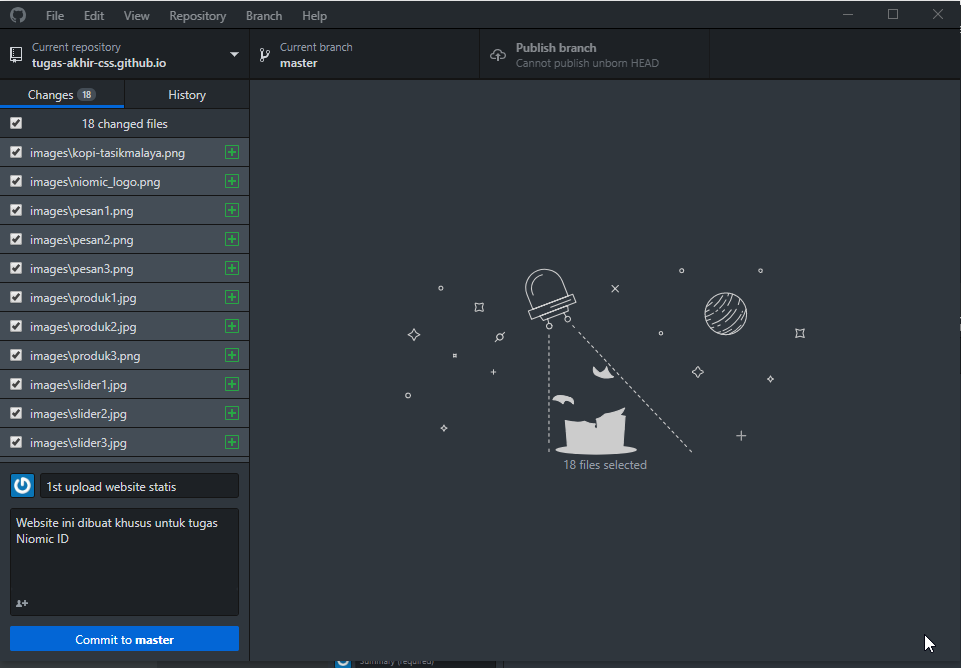 File Edit View Repository Branch Help
Current repository
tugas-akhir-css.github.io
Current branch
master
Publish branch
Cannot publish unborn HEAD
Changes 18
History
18 changed files
images\kopi-tasikmalaya.png
images\niomic_logo.png
images\pesan1.png
images\pesan2.png
images\pesan3.png
images\produk1.jpg
images\produk2.jpg
images\produk3.png
images\slider1.jpg
images\slider2.jpg
images\slider3.jpg
18 files selected
1st upload website statis
Website ini dibuat khusus untuk tugas
Niomic ID
Commit to master
Summary (required)